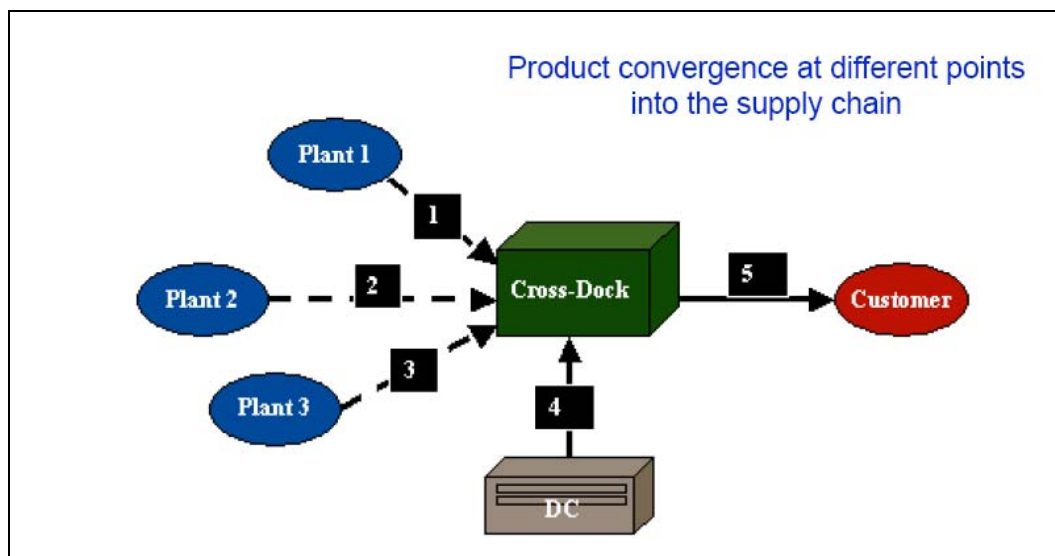 Product convergence at different points
into the supply chain
Plant 1
1
Plant 2
2
Cross-Dock
5
Customer
3
Plant 3
4
DC